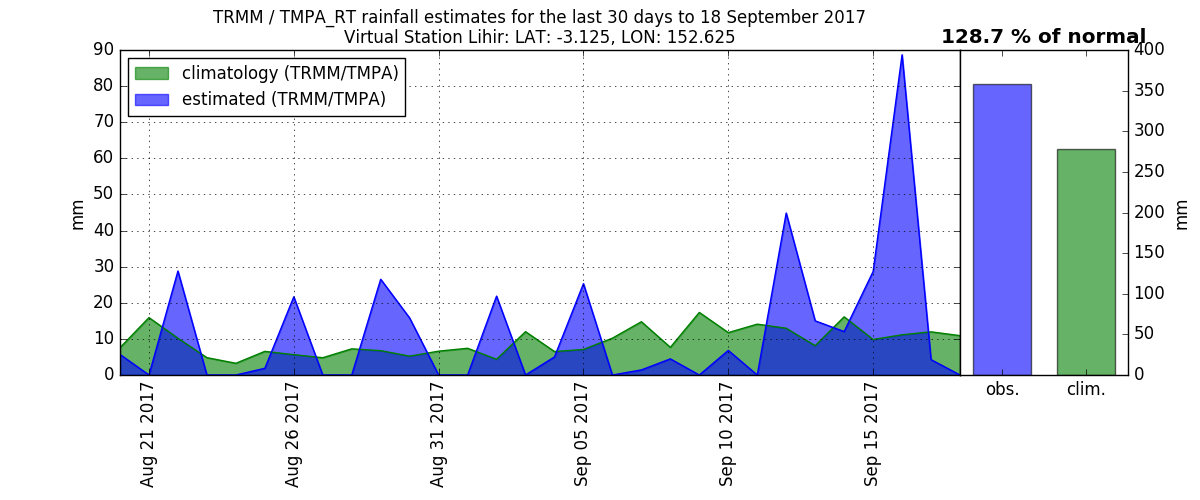 TRMM / TMPA_RT rainfall estimates for the last 30 days to 18 September 2017
Virtual Station Lihir: LAT: -3.125, LON: 152.625
128.7 % of normal
climatology (TRMM/TMPA)
estimated (TRMM/TMPA)
mm
90
80
70
60
50
40
30
20
10
0
Aug 21 2017
Aug 26 2017
Aug 31 2017
Sep 05 2017
Sep 10 2017
Sep 15 2017
400
350
300
250
200
150
100
50
0
mm
obs.
clim.